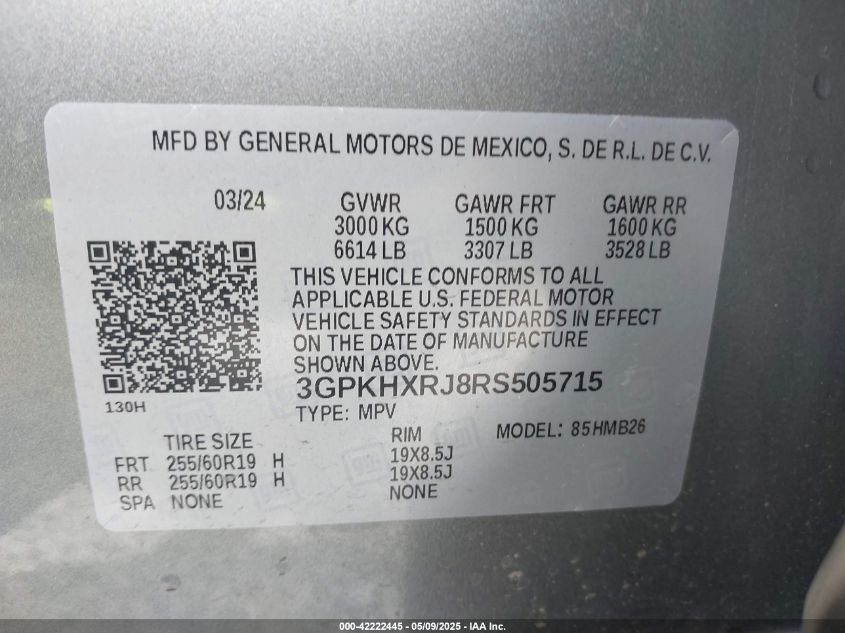 MFD BY GENERAL MOTORS DE MEXICO, S. DE R.L. DE C.V.
03/24 GVWR GAWR FRT GAWR RR
3000 KG 1500 KG 1600 KG
6614 LB 3307 LB 3528 LB
THIS VEHICLE CONFORMS TO ALL
APPLICABLE U.S. FEDERAL MOTOR
VEHICLE SAFETY STANDARDS IN EFFECT
ON THE DATE OF MANUFACTURE
SHOWN ABOVE.
3GPKHXRJ8RS505715
130H
TYPE: MPV
MODEL: 85HMB26
TIRE SIZE RIM
FRT 255/60R19 H 19X8.5J
RR 255/60R19 H 19X8.5J
SPA NONE NONE
000-42222445 - 05/09/2025 - IAA Inc.